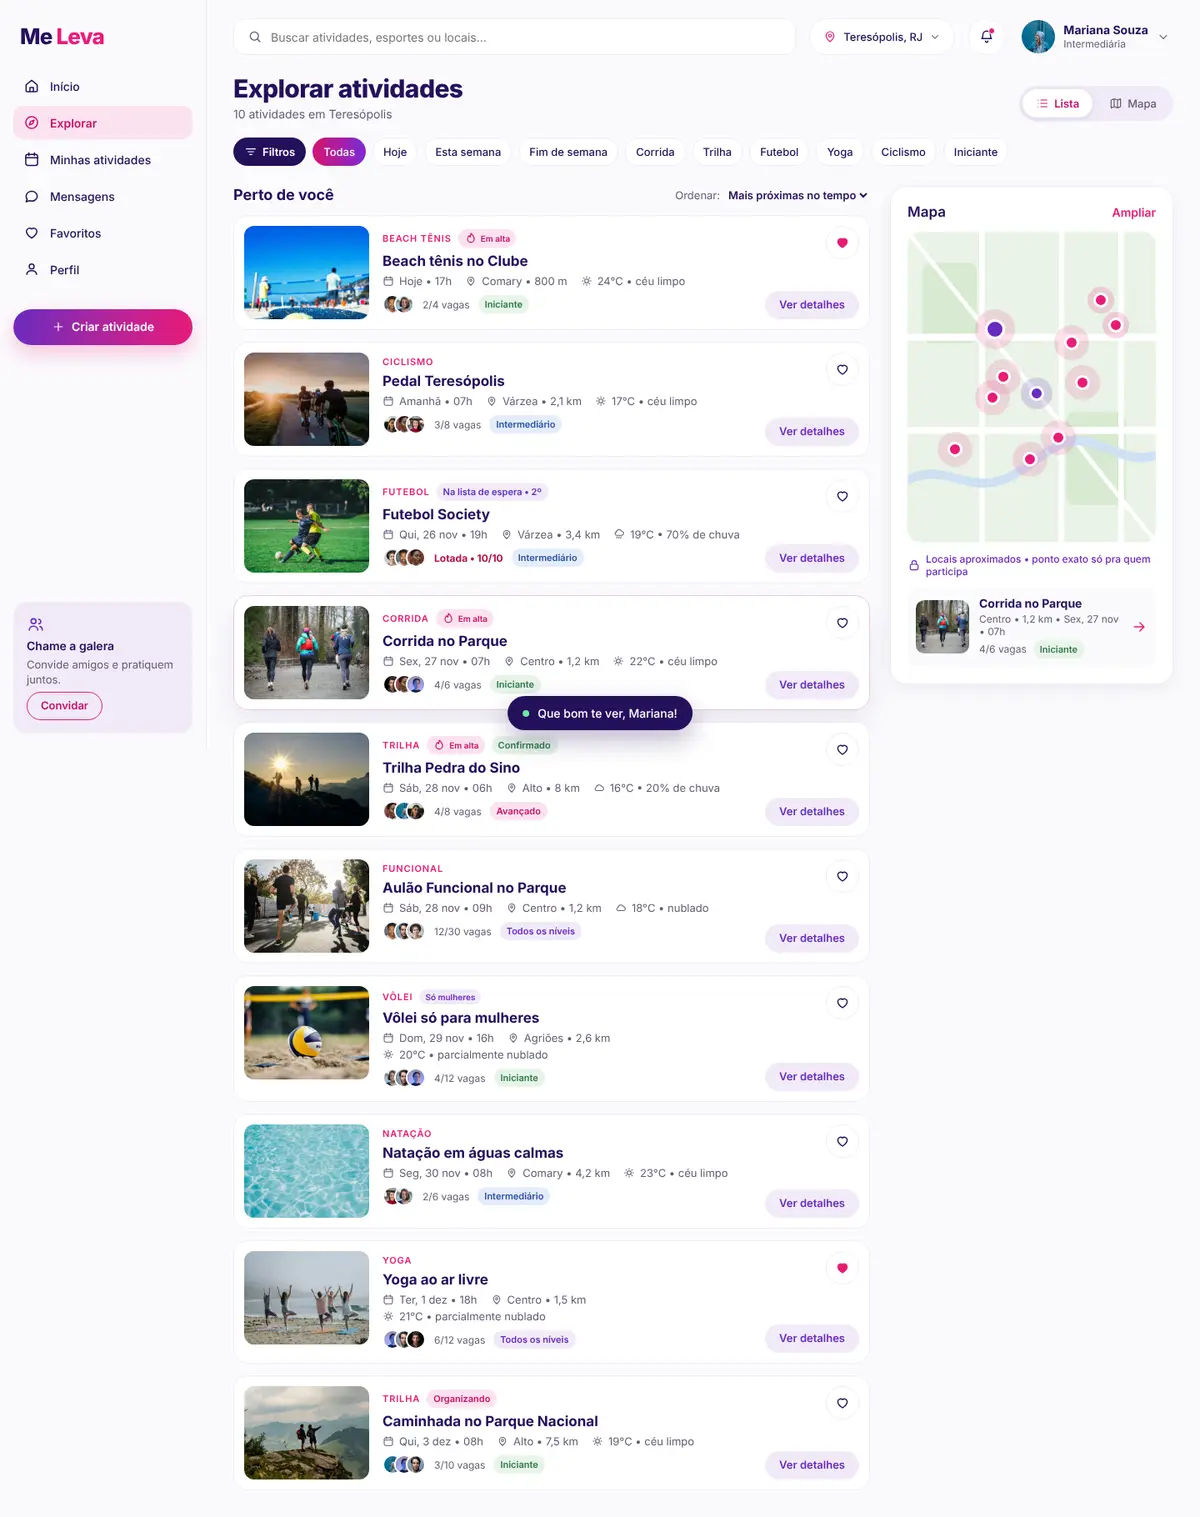 Me Leva
Buscar atividades, esportes ou locais...
Teresópolis, RJ
Mariana Souza
Intermediária
Início
Explorar
Minhas atividades
Mensagens
Favoritos
Perfil
+ Criar atividade
Chame a galera
Convide amigos e pratiquem
juntos.
Convidar
Explorar atividades
10 atividades em Teresópolis
Lista
Mapa
Filtros
Todas
Hoje
Esta semana
Fim de semana
Corrida
Trilha
Futebol
Yoga
Ciclismo
Iniciante
Perto de você
Ordenar: Mais próximas no tempo
BEACH TÊNIS Em alta
Beach tênis no Clube
Hoje • 17h Comary • 800 m 24°C • céu limpo
2/4 vagas Iniciante
Ver detalhes
CICLISMO
Pedal Teresópolis
Amanhã • 07h Várzea • 2,1 km 17°C • céu limpo
3/8 vagas Intermediário
Ver detalhes
FUTEBOL Na lista de espera • 2º
Futebol Society
Qui, 26 nov • 19h Várzea • 3,4 km 19°C • 70% de chuva
Lotada • 10/10 Intermediário
Ver detalhes
CORRIDA Em alta
Corrida no Parque
Sex, 27 nov • 07h Centro • 1,2 km 22°C • céu limpo
4/6 vagas Iniciante
Ver detalhes
Que bom te ver, Mariana!
TRILHA Em alta Confirmado
Trilha Pedra do Sino
Sáb, 28 nov • 06h Alto • 8 km 16°C • 20% de chuva
4/8 vagas Avançado
Ver detalhes
FUNCIONAL
Aulão Funcional no Parque
Sáb, 28 nov • 09h Centro • 1,2 km 18°C • nublado
12/30 vagas Todos os níveis
Ver detalhes
VÔLEI Só mulheres
Vôlei só para mulheres
Dom, 29 nov • 16h Agriões • 2,6 km
20°C • parcialmente nublado
4/12 vagas Iniciante
Ver detalhes
NATAÇÃO
Natação em águas calmas
Seg, 30 nov • 08h Comary • 4,2 km 23°C • céu limpo
2/6 vagas Intermediário
Ver detalhes
YOGA
Yoga ao ar livre
Ter, 1 dez • 18h Centro • 1,5 km
21°C • parcialmente nublado
6/12 vagas Todos os níveis
Ver detalhes
TRILHA Organizando
Caminhada no Parque Nacional
Qui, 3 dez • 08h Alto • 7,5 km 19°C • céu limpo
3/10 vagas Iniciante
Ver detalhes
Mapa
Ampliar
Locais aproximados • ponto exato só pra quem
participa
Corrida no Parque
Centro • 1,2 km • Sex, 27 nov
• 07h
4/6 vagas Iniciante